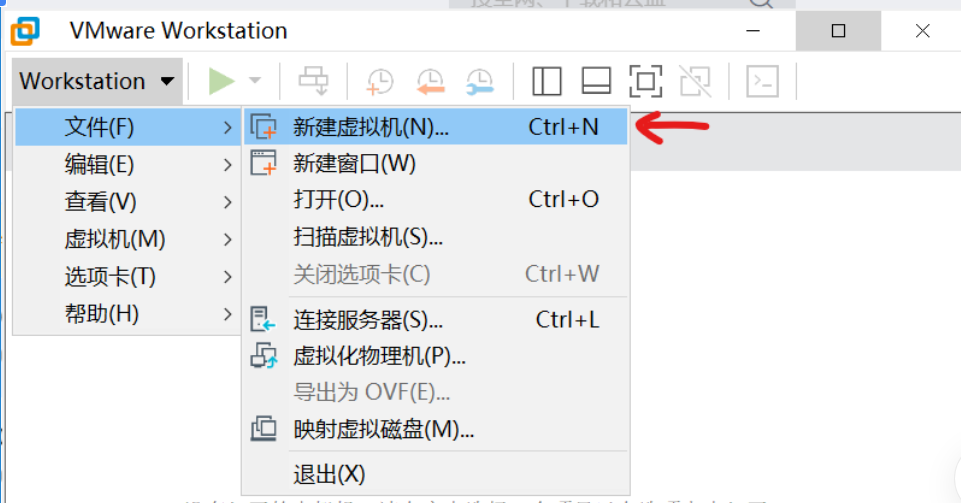 VMware Workstation
Workstation
文件(F)
编辑(E)
查看(V)
虚拟机(M)
选项卡(T)
帮助(H)
新建虚拟机(N)... Ctrl+N
新建窗口(W)
打开(O)... Ctrl+O
扫描虚拟机(S)...
关闭选项卡(C) Ctrl+W
连接服务器(S)... Ctrl+L
虚拟化物理机(P)...
导出为 OVF(E)...
映射虚拟磁盘(M)...
退出(X)